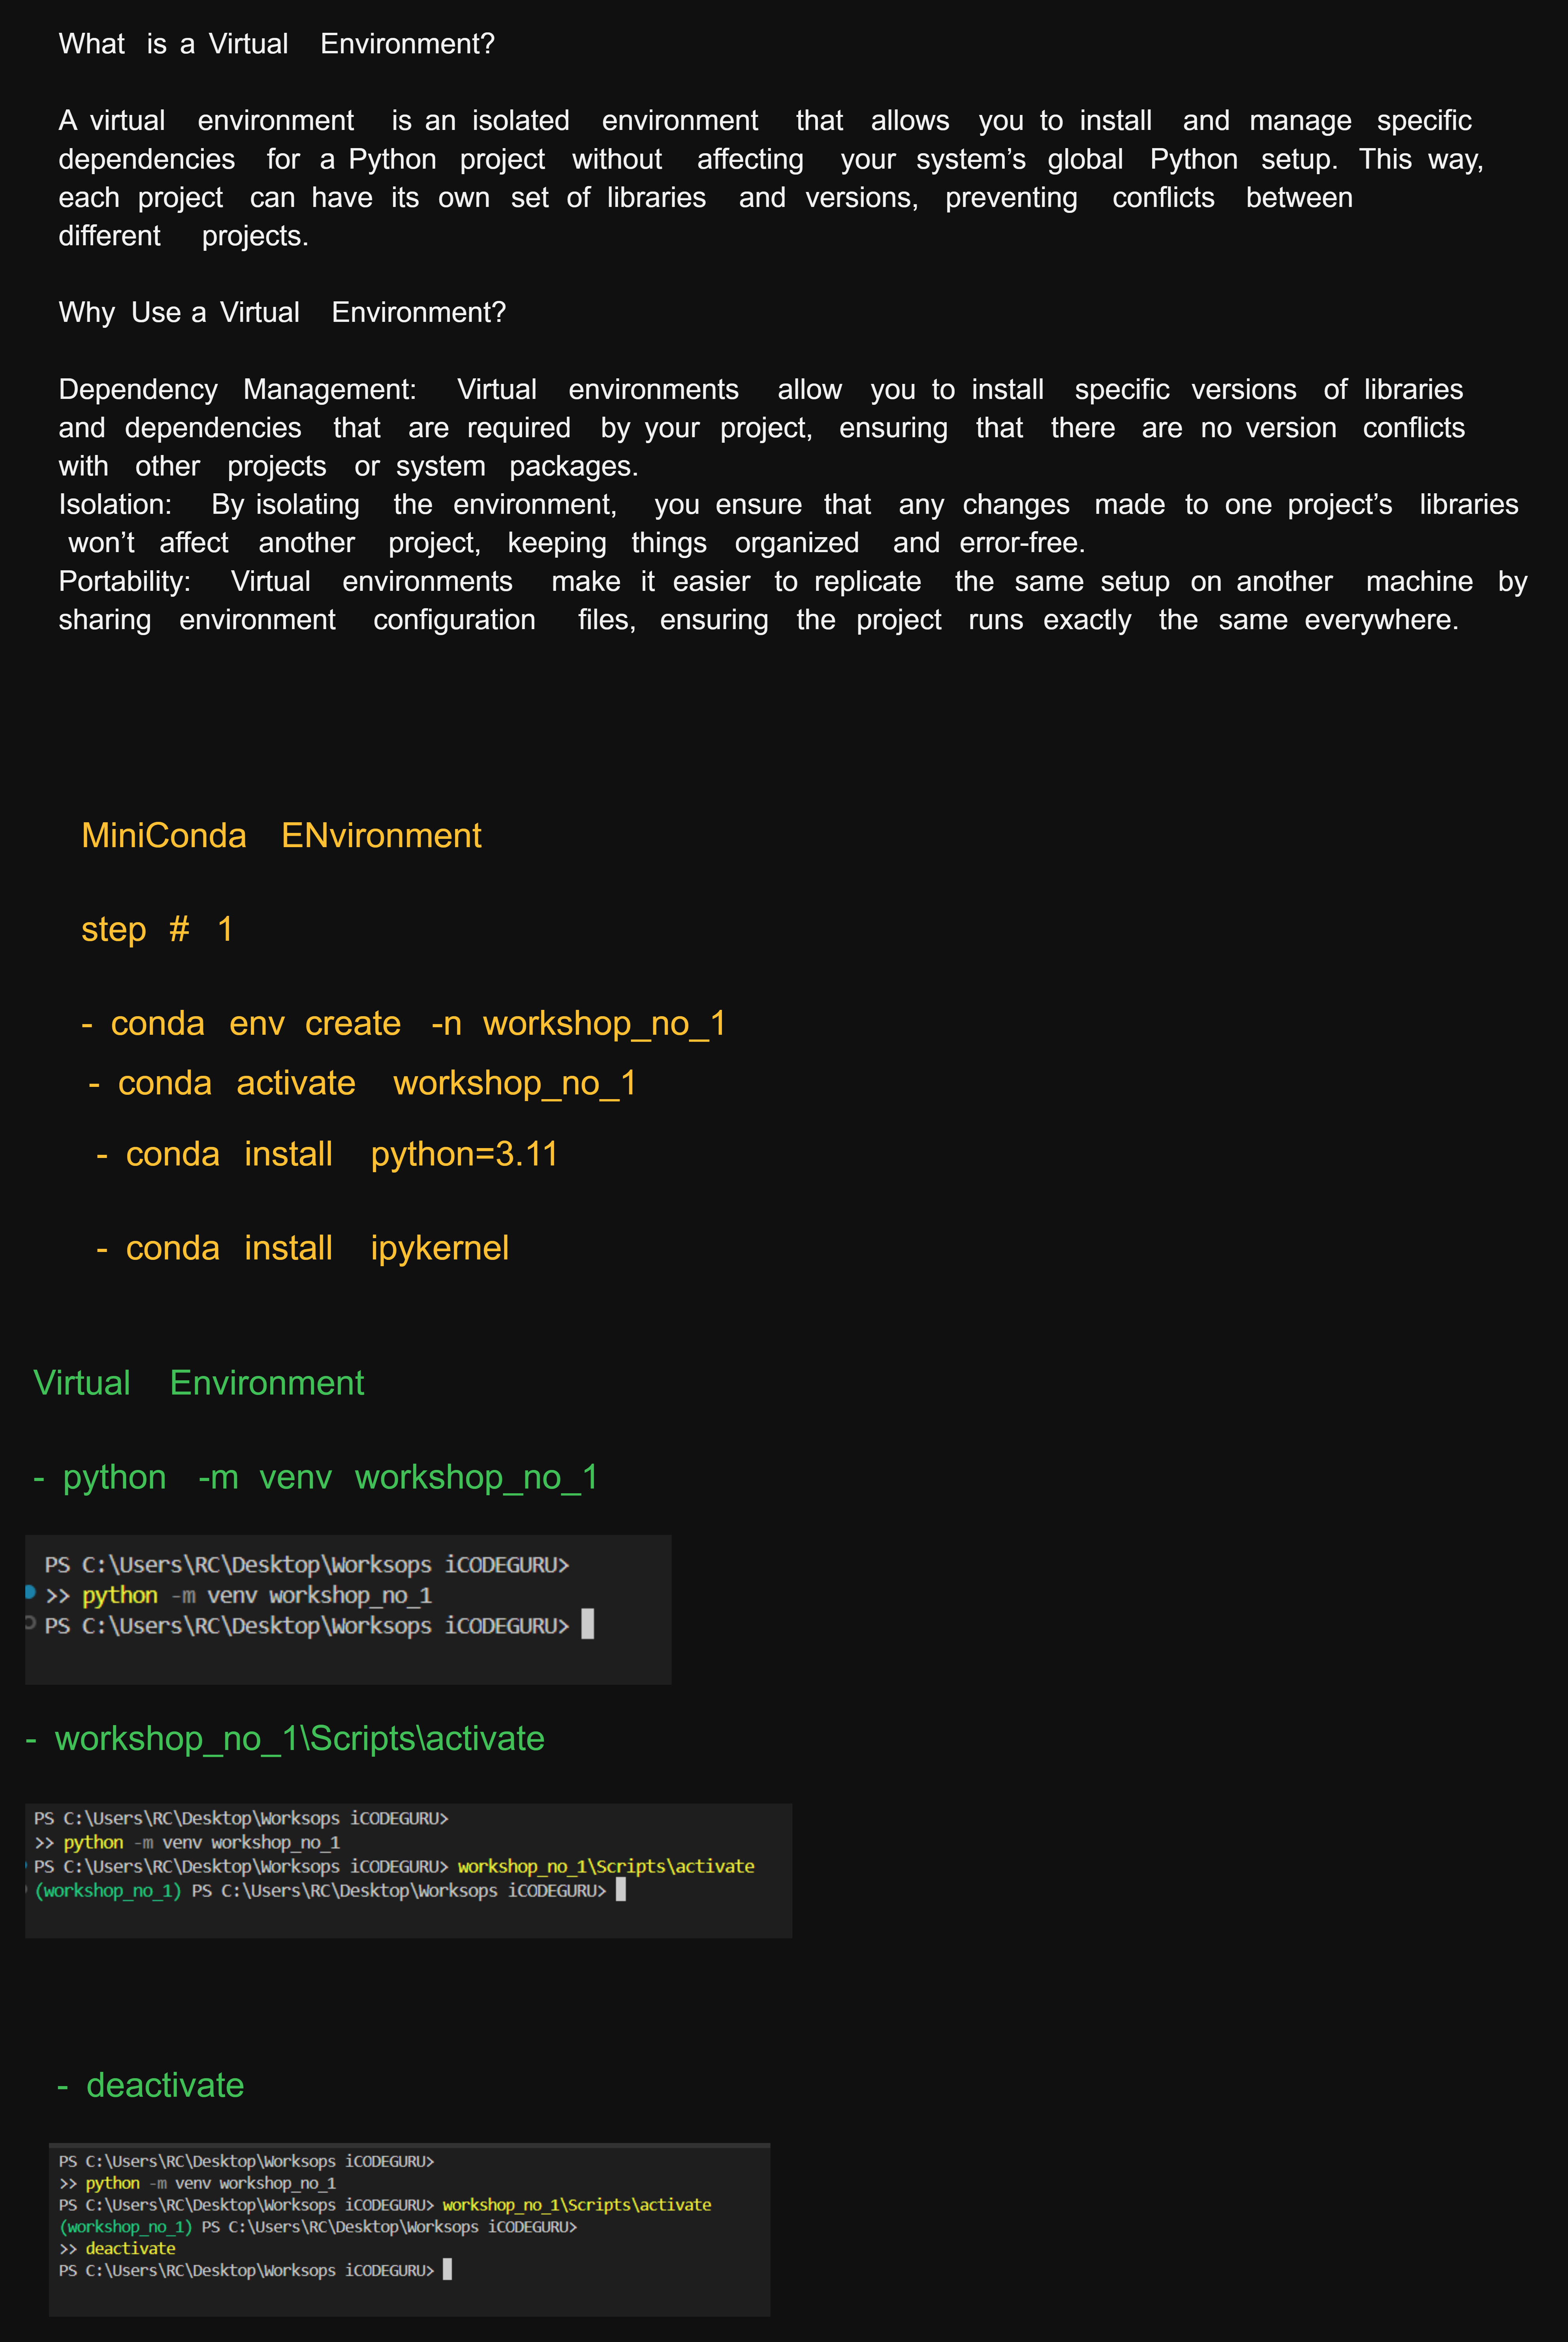 What is a Virtual Environment?
A virtual environment is an isolated environment that allows you to install and manage specific
dependencies for a Python project without affecting your system’s global Python setup. This way,
each project can have its own set of libraries and versions, preventing conflicts between
different projects.
Why Use a Virtual Environment?
Dependency Management: Virtual environments allow you to install specific versions of libraries
and dependencies that are required by your project, ensuring that there are no version conflicts
with other projects or system packages.
Isolation: By isolating the environment, you ensure that any changes made to one project’s libraries
won’t affect another project, keeping things organized and error-free.
Portability: Virtual environments make it easier to replicate the same setup on another machine by
sharing environment configuration files, ensuring the project runs exactly the same everywhere.
MiniConda ENvironment
step # 1
- conda env create -n workshop_no_1
- conda activate workshop_no_1
- conda install python=3.11
- conda install ipykernel
Virtual Environment
- python -m venv workshop_no_1
PS C:\Users\RC\Desktop\Worksops iCODEGURU>
>> python -m venv workshop_no_1
PS C:\Users\RC\Desktop\Worksops iCODEGURU>
- workshop_no_1\Scripts\activate
PS C:\Users\RC\Desktop\Worksops iCODEGURU>
>> python -m venv workshop_no_1
PS C:\Users\RC\Desktop\Worksops iCODEGURU> workshop_no_1\Scripts\activate
(workshop_no_1) PS C:\Users\RC\Desktop\Worksops iCODEGURU>
- deactivate
PS C:\Users\RC\Desktop\Worksops iCODEGURU>
>> python -m venv workshop_no_1
PS C:\Users\RC\Desktop\Worksops iCODEGURU> workshop_no_1\Scripts\activate
(workshop_no_1) PS C:\Users\RC\Desktop\Worksops iCODEGURU>
>> deactivate
PS C:\Users\RC\Desktop\Worksops iCODEGURU>